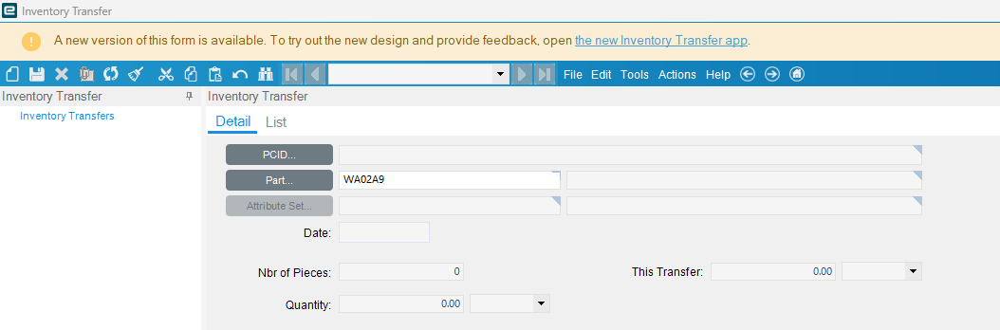 Inventory Transfer
A new version of this form is available. To try out the new design and provide feedback, open the new Inventory Transfer app.
File Edit Tools Actions Help
Inventory Transfer
Inventory Transfers
Inventory Transfer
Detail List
PCID...
Part... WA02A9
Attribute Set...
Date:
Nbr of Pieces: 0 This Transfer: 0.00
Quantity: 0.00